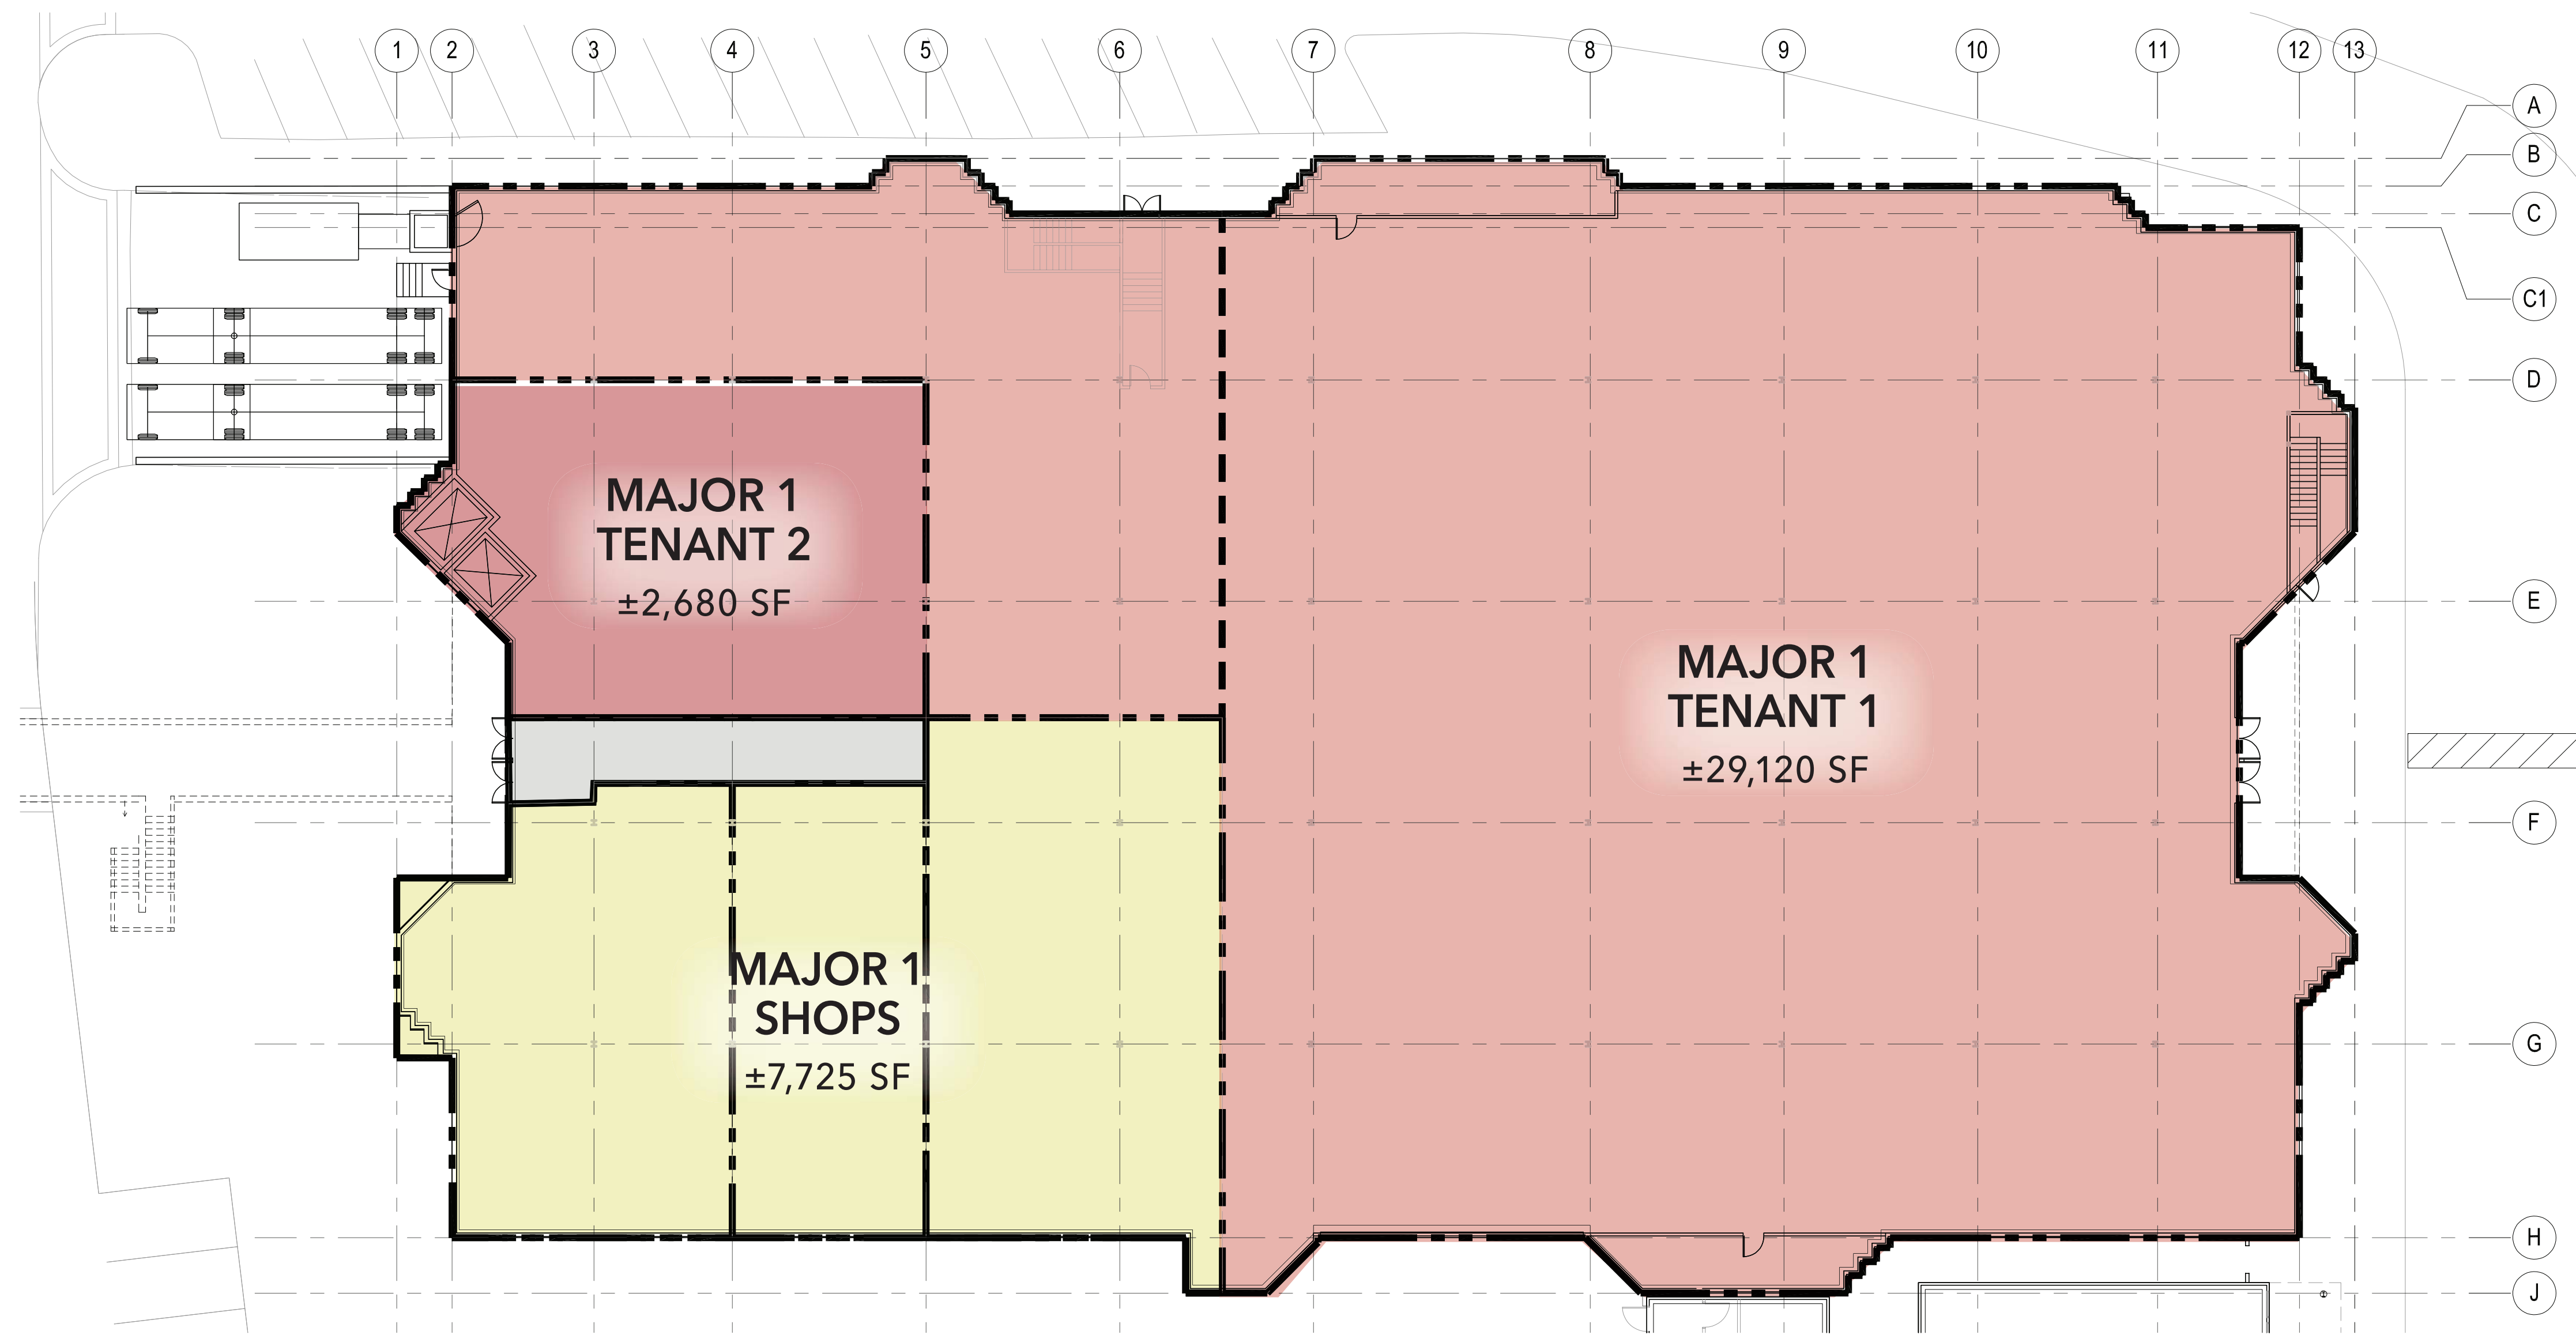 1 2 3 4 5 6 7 8 9 10 11 12 13
A
B
C
C1
D
MAJOR 1
TENANT 2
±2,680 SF
E
MAJOR 1
TENANT 1
±29,120 SF
F
MAJOR 1
SHOPS
±7,725 SF
G
H
J